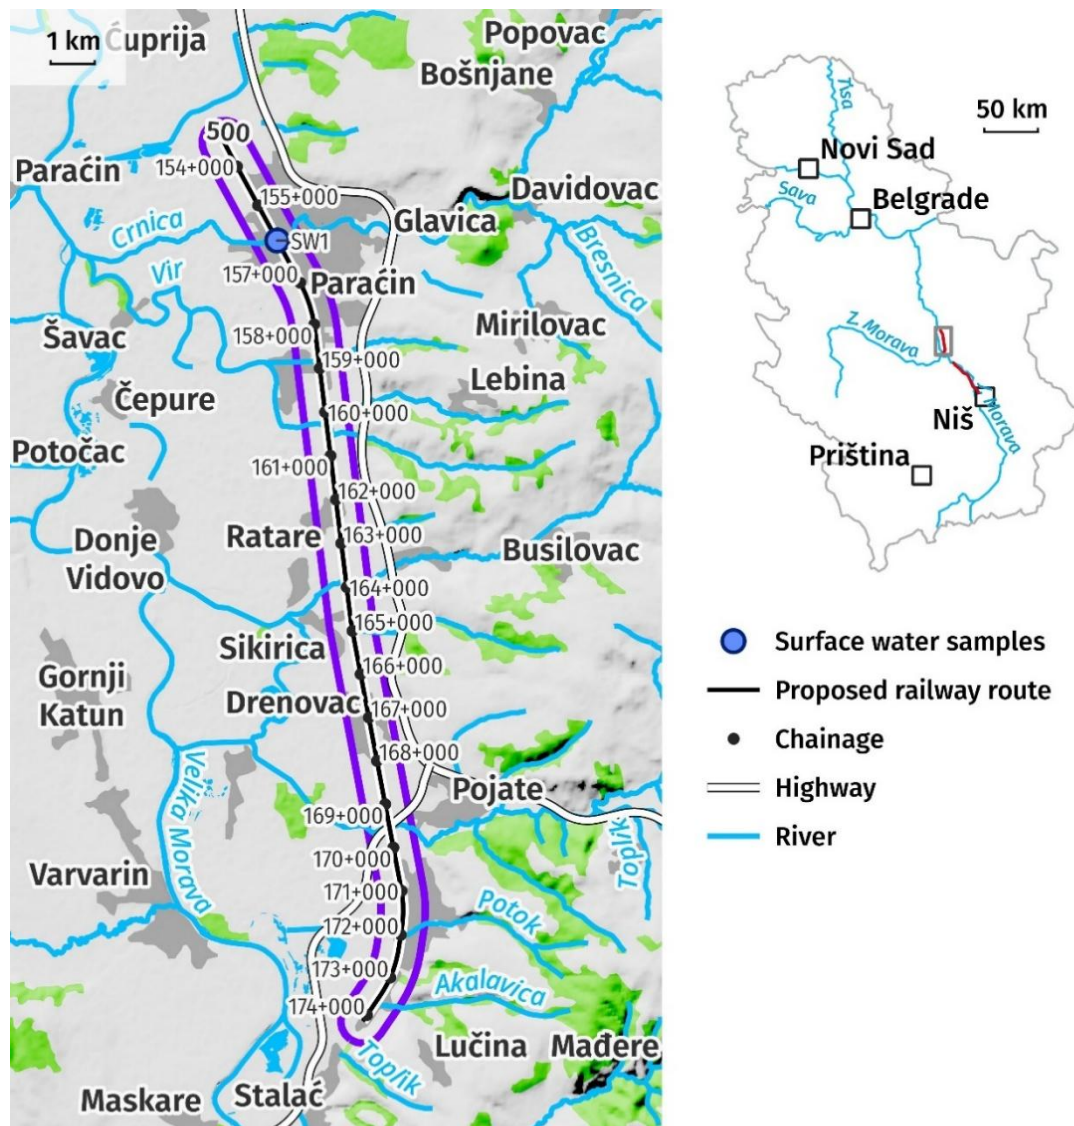 1 km
Ćuprija
Popovac
Bošnjane
500
Paraćin
154+000
155+000
Davidovac
Glavica
Crnica
SW1
Bresnica
Vir
157+000
Paraćin
Šavac
158+000
Mirilovac
159+000
Lebina
Čepure
160+000
Potočac
161+000
162+000
Ratare
163+000
Donje
Vidovo
Busilovac
164+000
165+000
Sikirica
166+000
Gornji
Katun
Drenovac
167+000
168+000
Velika Morava
Pojate
169+000
Toplik
170+000
Varvarin
171+000
Potok
172+000
173+000
Akalavica
174+000
Lučina
Mađere
Toplik
Stalać
Maskare
Tisa
50 km
Novi Sad
Sava
Belgrade
Z. Morava
Niš
J. Morava
Priština
Surface water samples
Proposed railway route
Chainage
Highway
River